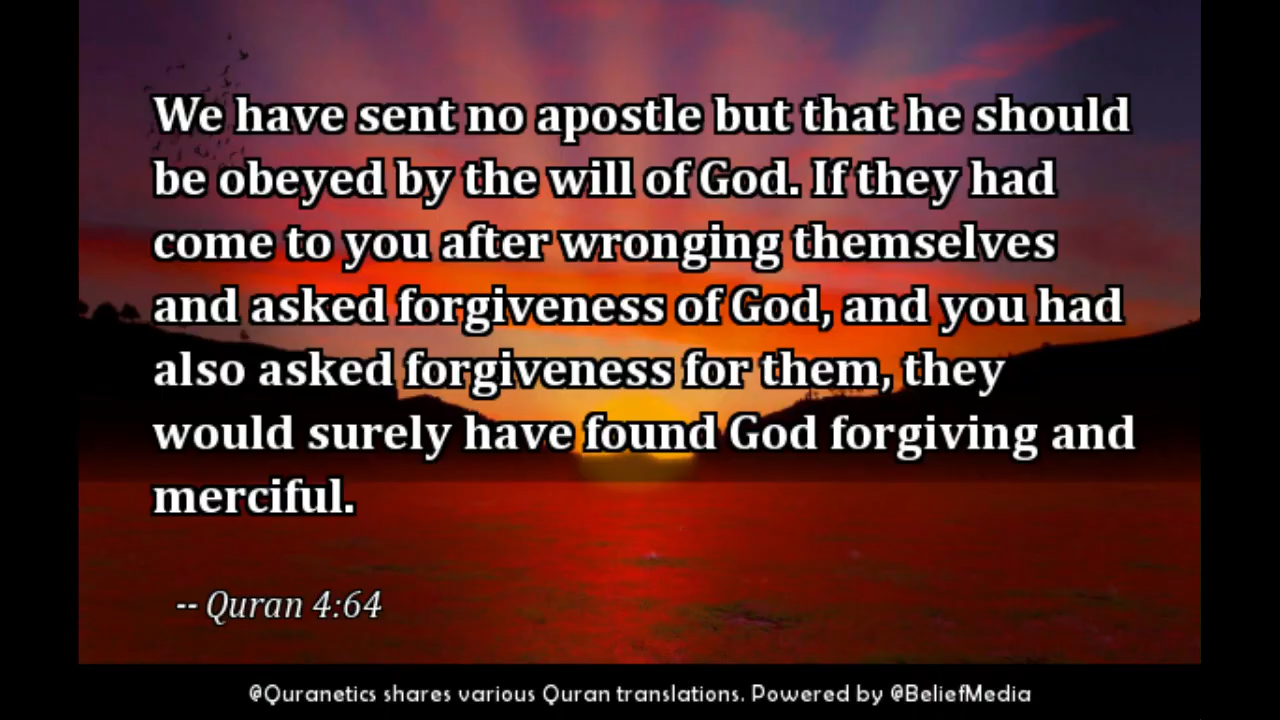 We have sent no apostle but that he should
be obeyed by the will of God. If they had
come to you after wronging themselves
and asked forgiveness of God, and you had
also asked forgiveness for them, they
would surely have found God forgiving and
merciful.
-- Quran 4:64
@Quranetics shares various Quran translations. Powered by @BeliefMedia